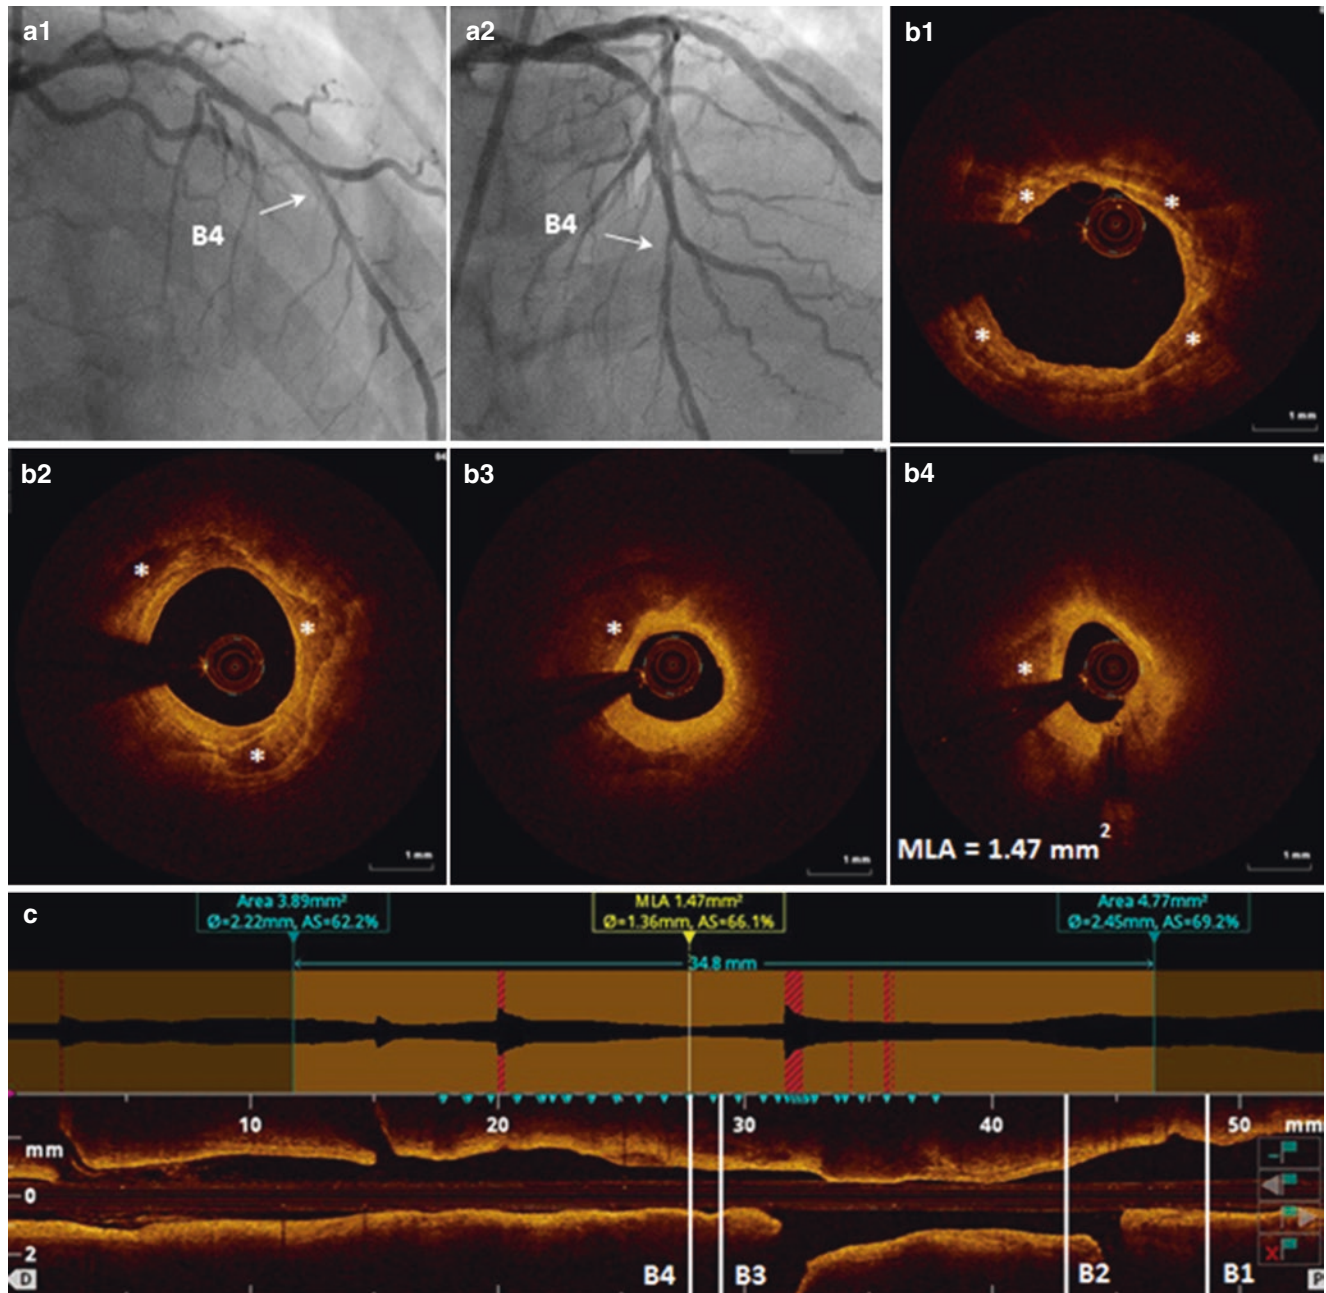 a1
B4
a2
B4
b1
*
*
*
*
1 mm
b2
*
*
*
1 mm
b3
*
1 mm
b4
*
MLA = 1.47 mm²
1 mm
c
Area 3.89mm²
Ø=2.22mm, AS=62.2%
MLA 1.47mm²
Ø=1.36mm, AS=66.1%
Area 4.77mm²
Ø=2.45mm, AS=69.2%
34.8 mm
10 20 30 40 50 mm
mm
0
2
D
B4 B3 B2 B1
P